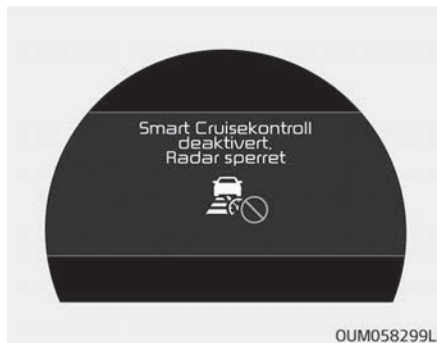 Smart Cruisekontroll
deaktivert.
Radar sperret
OUM058299L